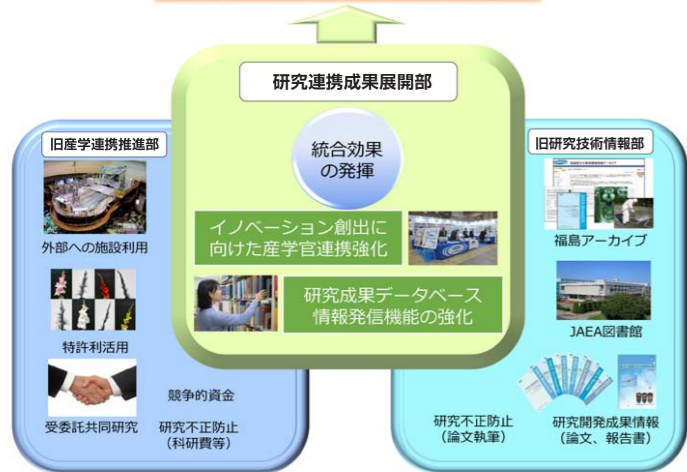 研究連携成果展開部
統合効果
の発揮
イノベーション創出に
向けた産学官連携強化
研究成果データベース
情報発信機能の強化
旧産学連携推進部
外部への施設利用
特許利活用
受委託共同研究
競争的資金
研究不正防止
（科研費等）
旧研究技術情報部
福島アーカイブ
JAEA図書館
研究不正防止
（論文執筆）
研究開発成果情報
（論文、報告書）